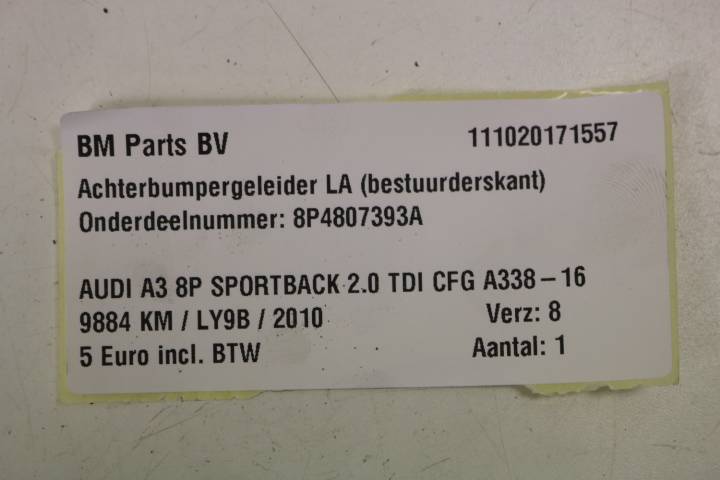 BM Parts BV 111020171557
Achterbumpergeleider LA (bestuurderskant)
Onderdeelnummer: 8P4807393A
AUDI A3 8P SPORTBACK 2.0 TDI CFG A338 – 16
9884 KM / LY9B / 2010 Verz: 8
5 Euro incl. BTW Aantal: 1